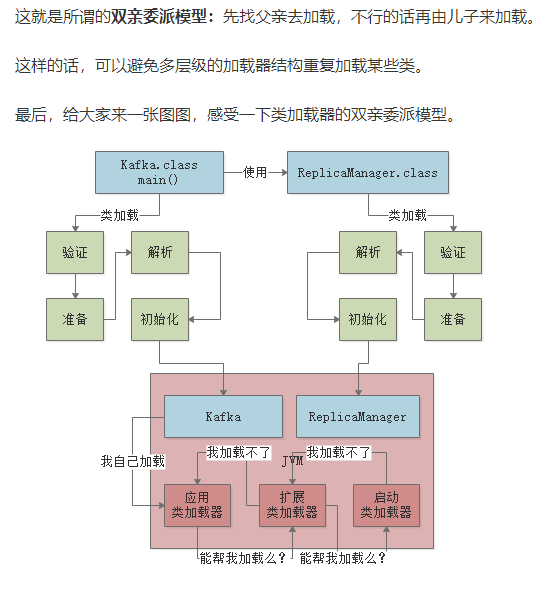 这就是所谓的双亲委派模型：先找父亲去加载，不行的话再由儿子来加载。
这样的话，可以避免多层级的加载器结构重复加载某些类。
最后，给大家来一张图图，感受一下类加载器的双亲委派模型。
Kafka.class
main()
使用
ReplicaManager.class
类加载
类加载
验证
解析
解析
验证
准备
初始化
初始化
准备
Kafka
ReplicaManager
我自己加载
我加载不了
JVM
我加载不了
应用
类加载器
扩展
类加载器
启动
类加载器
能帮我加载么？
能帮我加载么？